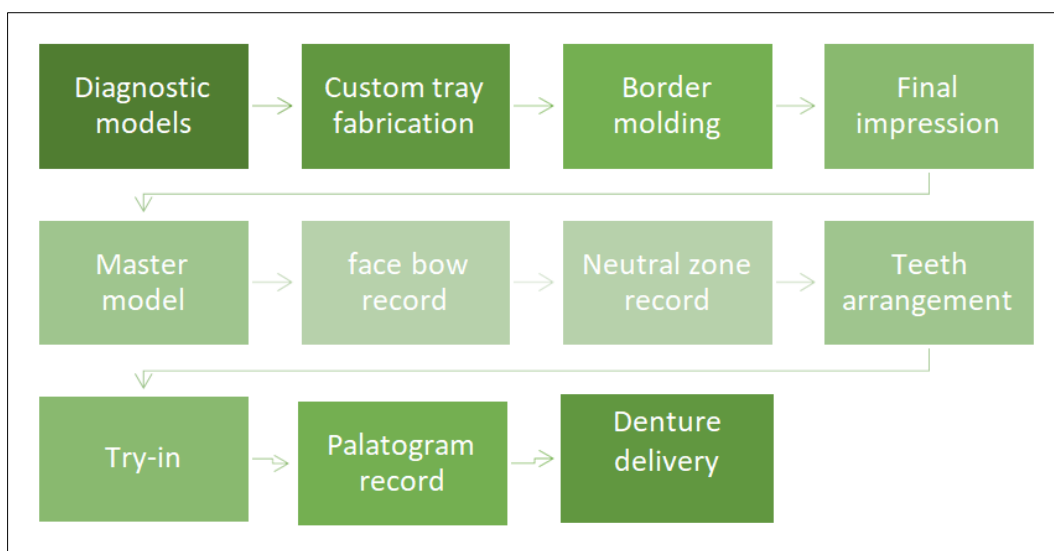 Diagnostic
models
Custom tray
fabrication
Border
molding
Final
impression
Master
model
face bow
record
Neutral zone
record
Teeth
arrangement
Try-in
Palatogram
record
Denture
delivery